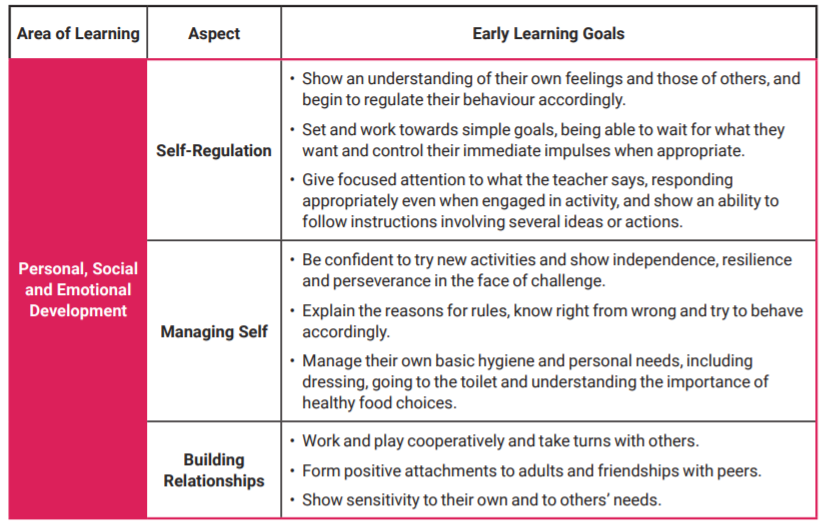 Area of Learning
Aspect
Early Learning Goals
Personal, Social
and Emotional
Development
Self-Regulation
• Show an understanding of their own feelings and those of others, and
begin to regulate their behaviour accordingly.
• Set and work towards simple goals, being able to wait for what they
want and control their immediate impulses when appropriate.
• Give focused attention to what the teacher says, responding
appropriately even when engaged in activity, and show an ability to
follow instructions involving several ideas or actions.
Managing Self
• Be confident to try new activities and show independence, resilience
and perseverance in the face of challenge.
• Explain the reasons for rules, know right from wrong and try to behave
accordingly.
• Manage their own basic hygiene and personal needs, including
dressing, going to the toilet and understanding the importance of
healthy food choices.
Building
Relationships
• Work and play cooperatively and take turns with others.
• Form positive attachments to adults and friendships with peers.
• Show sensitivity to their own and to others’ needs.